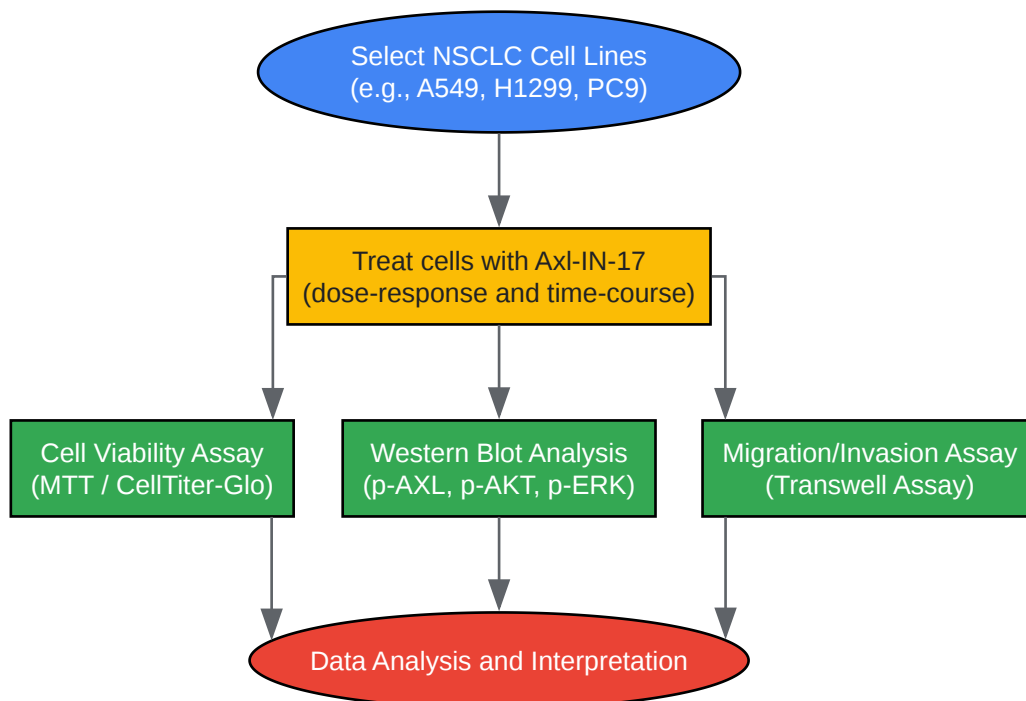 Select NSCLC Cell Lines
(e.g., A549, H1299, PC9)
Treat cells with Axl-IN-17
(dose-response and time-course)
Cell Viability Assay
(MTT / CellTiter-Glo)
Western Blot Analysis
(p-AXL, p-AKT, p-ERK)
Migration/Invasion Assay
(Transwell Assay)
Data Analysis and Interpretation